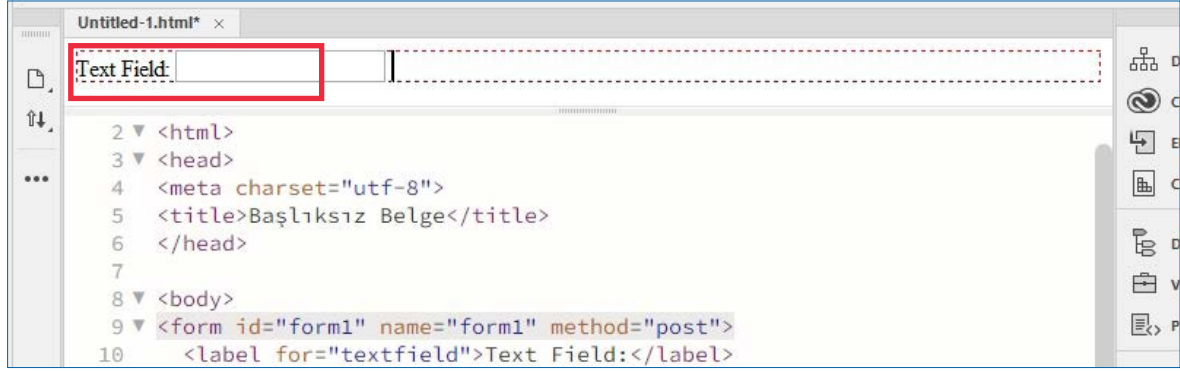 Untitled-1.html* ×
Text Field:
2 ▼ <html>
3 ▼ <head>
4 <meta charset="utf-8">
5 <title>Başlıksız Belge</title>
6 </head>
7
8 ▼ <body>
9 ▼ <form id="form1" name="form1" method="post">
10 <label for="textfield">Text Field:</label>